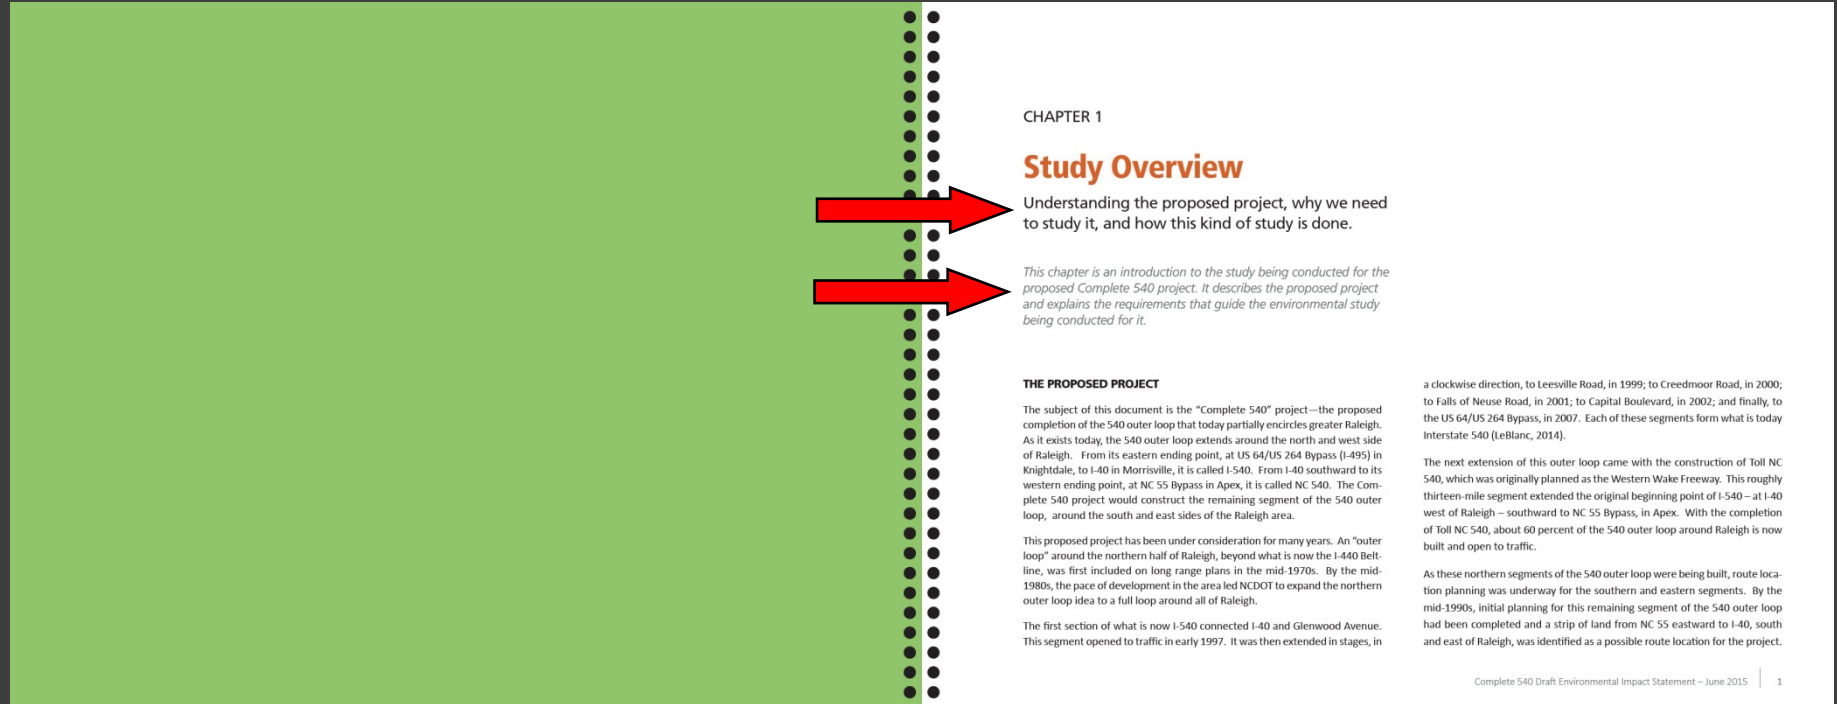 CHAPTER 1
Study Overview
Understanding the proposed project, why we need
to study it, and how this kind of study is done.
This chapter is an introduction to the study being conducted for the
proposed Complete 540 project. It describes the proposed project
and explains the requirements that guide the environmental study
being conducted for it.
THE PROPOSED PROJECT
The subject of this document is the “Complete 540” project—the proposed
completion of the 540 outer loop that today partially encircles greater Raleigh.
As it exists today, the 540 outer loop extends around the north and west side
of Raleigh. From its eastern ending point, at US 64/US 264 Bypass (I-495) in
Knightdale, to I-40 in Morrisville, it is called I-540. From I-40 southward to its
western ending point, at NC 55 Bypass in Apex, it is called NC 540. The Com-
plete 540 project would construct the remaining segment of the 540 outer
loop, around the south and east sides of the Raleigh area.
This proposed project has been under consideration for many years. An “outer
loop” around the northern half of Raleigh, beyond what is now the I-440 Belt-
line, was first included on long range plans in the mid-1970s. By the mid-
1980s, the pace of development in the area led NCDOT to expand the northern
outer loop idea to a full loop around all of Raleigh.
The first section of what is now I-540 connected I-40 and Glenwood Avenue.
This segment opened to traffic in early 1997. It was then extended in stages, in
a clockwise direction, to Leesville Road, in 1999; to Creedmoor Road, in 2000;
to Falls of Neuse Road, in 2001; to Capital Boulevard, in 2002; and finally, to
the US 64/US 264 Bypass, in 2007. Each of these segments form what is today
Interstate 540 (LeBlanc, 2014).
The next extension of this outer loop came with the construction of Toll NC
540, which was originally planned as the Western Wake Freeway. This roughly
thirteen-mile segment extended the original beginning point of I-540 – at I-40
west of Raleigh – southward to NC 55 Bypass, in Apex. With the completion
of Toll NC 540, about 60 percent of the 540 outer loop around Raleigh is now
built and open to traffic.
As these northern segments of the 540 outer loop were being built, route loca-
tion planning was underway for the southern and eastern segments. By the
mid-1990s, initial planning for this remaining segment of the 540 outer loop
had been completed and a strip of land from NC 55 eastward to I-40, south
and east of Raleigh, was identified as a possible route location for the project.
Complete 540 Draft Environmental Impact Statement – June 2015 1